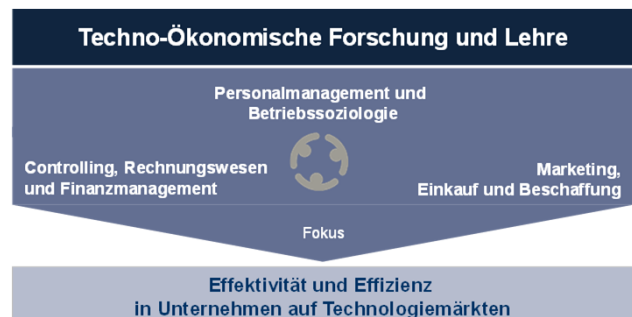 Techno-Ökonomische Forschung und Lehre
Personalmanagement und
Betriebssoziologie
Controlling, Rechnungswesen
und Finanzmanagement
Marketing,
Einkauf und Beschaffung
Fokus
Effektivität und Effizienz
in Unternehmen auf Technologiemärkten